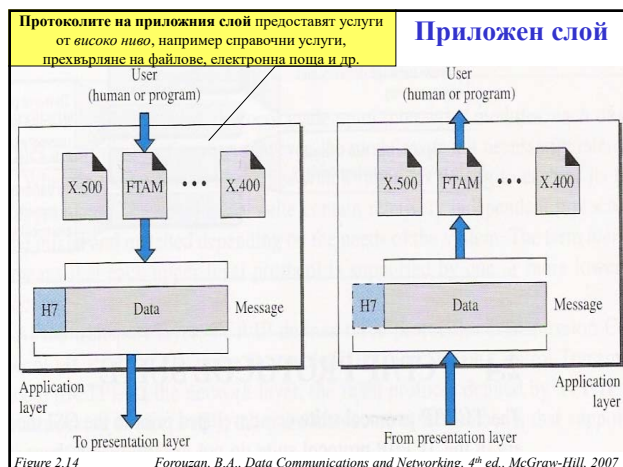 Протоколите на приложния слой предоставят услуги
от високо ниво, например справочни услуги,
прехвърляне на файлове, електронна поща и др.
Приложен слой
User
(human or program)
X.500
FTAM
X.400
H7
Data
Message
Application
layer
To presentation layer
User
(human or program)
X.500
FTAM
X.400
H7
Data
Message
Application
layer
From presentation layer
Figure 2.14
Forouzan, B.A., Data Communications and Networking, 4th ed., McGraw-Hill, 2007